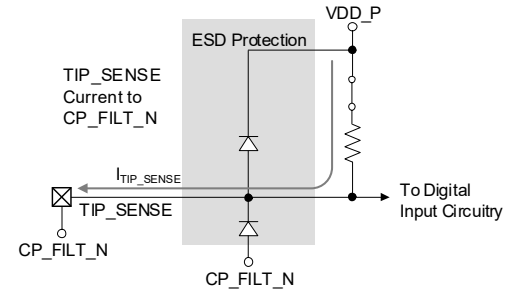 VDD_P
ESD Protection
TIP_SENSE
Current to
CP_FILT_N
ITIP_SENSE
TIP_SENSE
To Digital
Input Circuitry
CP_FILT_N
CP_FILT_N